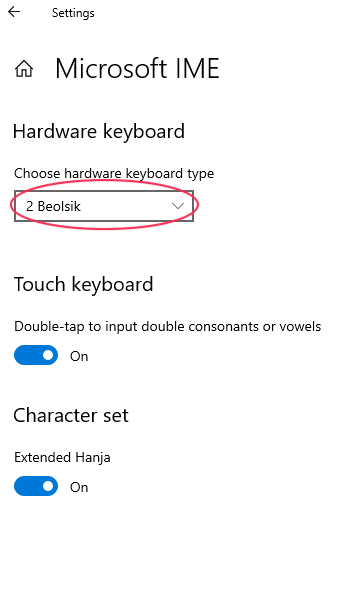 Settings
Microsoft IME
Hardware keyboard
Choose hardware keyboard type
2 Beolsik
Touch keyboard
Double-tap to input double consonants or vowels
On
Character set
Extended Hanja
On